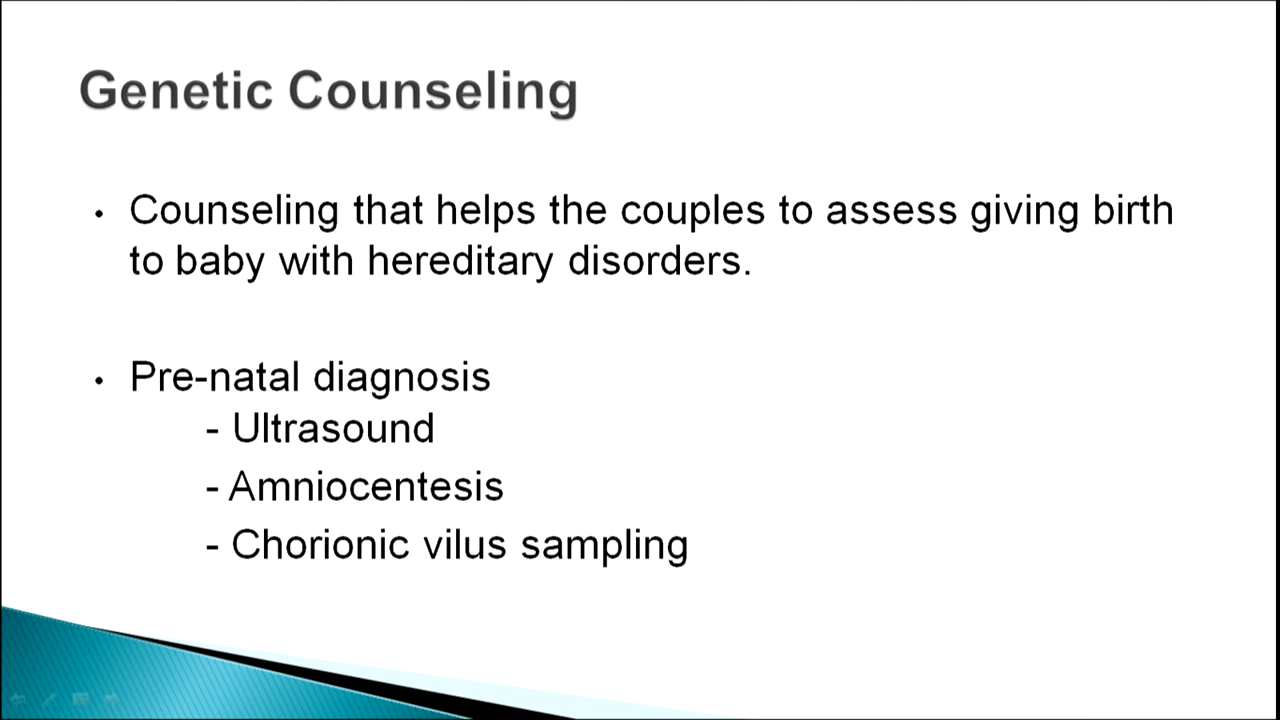 Genetic Counseling
• Counseling that helps the couples to assess giving birth
to baby with hereditary disorders.
• Pre-natal diagnosis
- Ultrasound
- Amniocentesis
- Chorionic vilus sampling